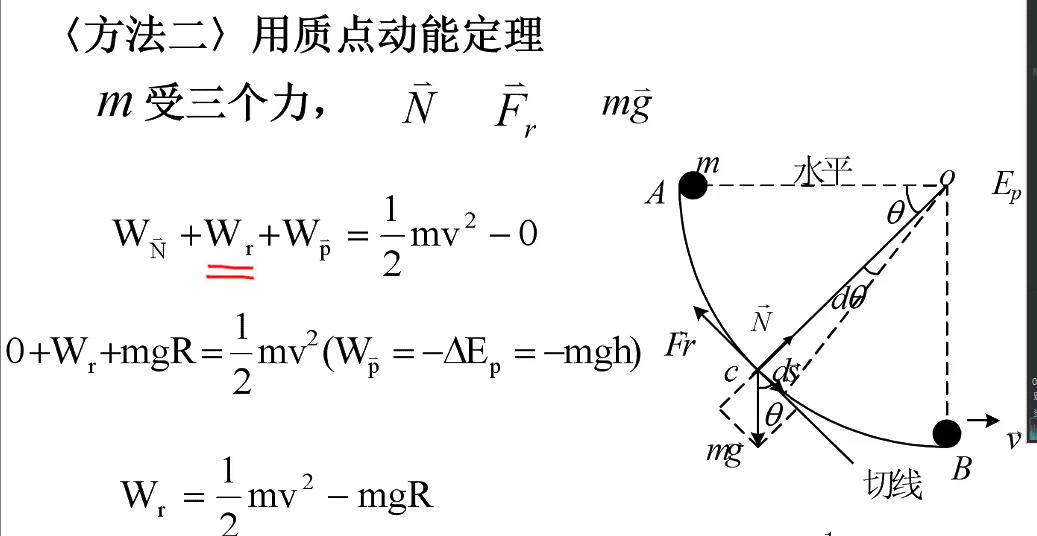 〈方法二〉用质点动能定理
m 受三个力， N⃗ F⃗r mg⃗
W_N⃗ +W_r +W_p⃗ = 1/2 mv² − 0
0+W_r+mgR = 1/2 mv² (W_p⃗ = −ΔE_p = −mgh)
W_r = 1/2 mv² − mgR
m 水平 o E_p
A θ
dθ
N⃗
F⃗r
c ds⃗
θ
mg⃗
v⃗
B
切线